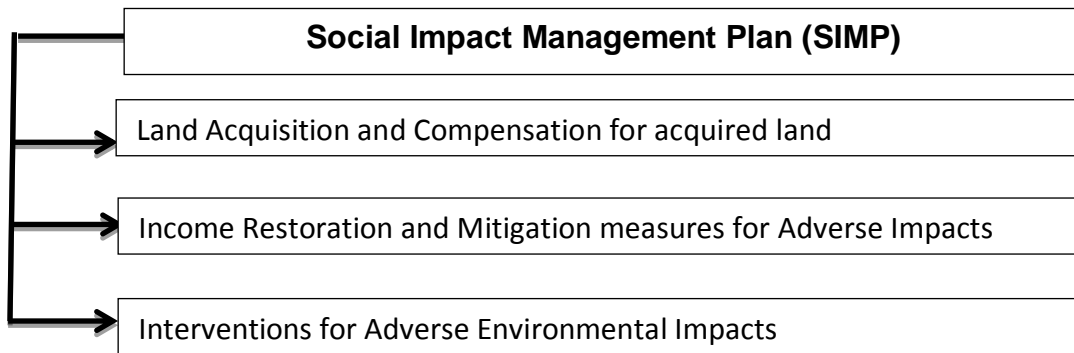 Social Impact Management Plan (SIMP)
Land Acquisition and Compensation for acquired land
Income Restoration and Mitigation measures for Adverse Impacts
Interventions for Adverse Environmental Impacts